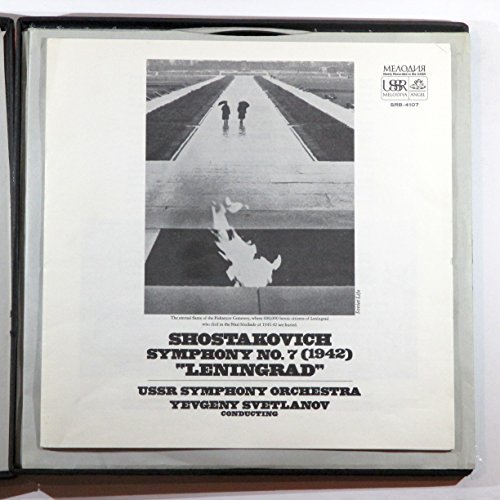 МЕЛОДИЯ
USSR
MELODIYA ANGEL
SRB-4107
Soviet Life
The eternal flame of the Piskaryov Cemetery, where 600,000 heroic citizens of Leningrad
who died in the Nazi blockade of 1941-42 are buried.
SHOSTAKOVICH
SYMPHONY NO. 7 (1942)
"LENINGRAD"
USSR SYMPHONY ORCHESTRA
YEVGENY SVETLANOV
CONDUCTING